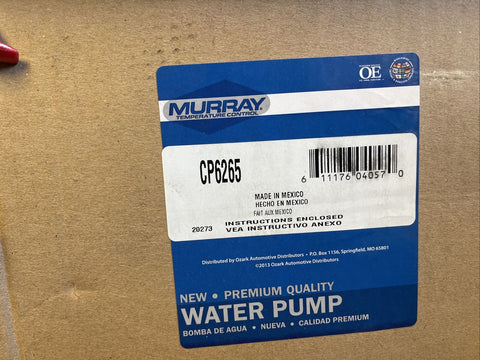 OE
MURRAY
TEMPERATURE CONTROL
CP6265
6 11176 04057 0
MADE IN MEXICO
HECHO EN MEXICO
FAIT AUX MEXICO
20273
INSTRUCTIONS ENCLOSED
VEA INSTRUCTIVO ANEXO
Distributed by Ozark Automotive Distributors • P.O. Box 1156, Springfield, MO 65801
©2013 Ozark Automotive Distributors
NEW • PREMIUM QUALITY
WATER PUMP
BOMBA DE AGUA • NUEVA • CALIDAD PREMIUM